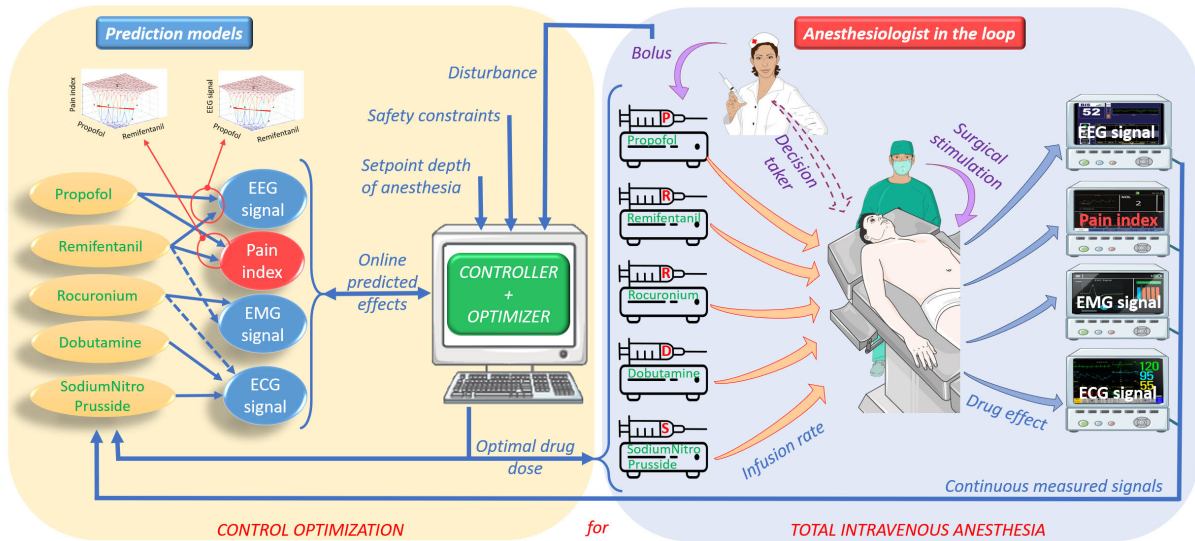 Prediction models
Anesthesiologist in the loop
Pain index
Propofol
Remifentanil
EEG signal
Propofol
Remifentanil
Propofol
Remifentanil
Rocuronium
Dobutamine
SodiumNitro
Prusside
EEG
signal
Pain
index
EMG
signal
ECG
signal
Online
predicted
effects
Disturbance
Safety constraints
Setpoint depth
of anesthesia
CONTROLLER
+
OPTIMIZER
Optimal drug
dose
Bolus
P
Propofol
R
Remifentanil
R
Rocuronium
D
Dobutamine
S
SodiumNitro
Prusside
Decision
taker
Surgical
stimulation
Infusion rate
Drug effect
BIS
52
EEG signal
2
Pain index
EMG signal
120
95
55
ECG signal
Continuous measured signals
CONTROL OPTIMIZATION
for
TOTAL INTRAVENOUS ANESTHESIA